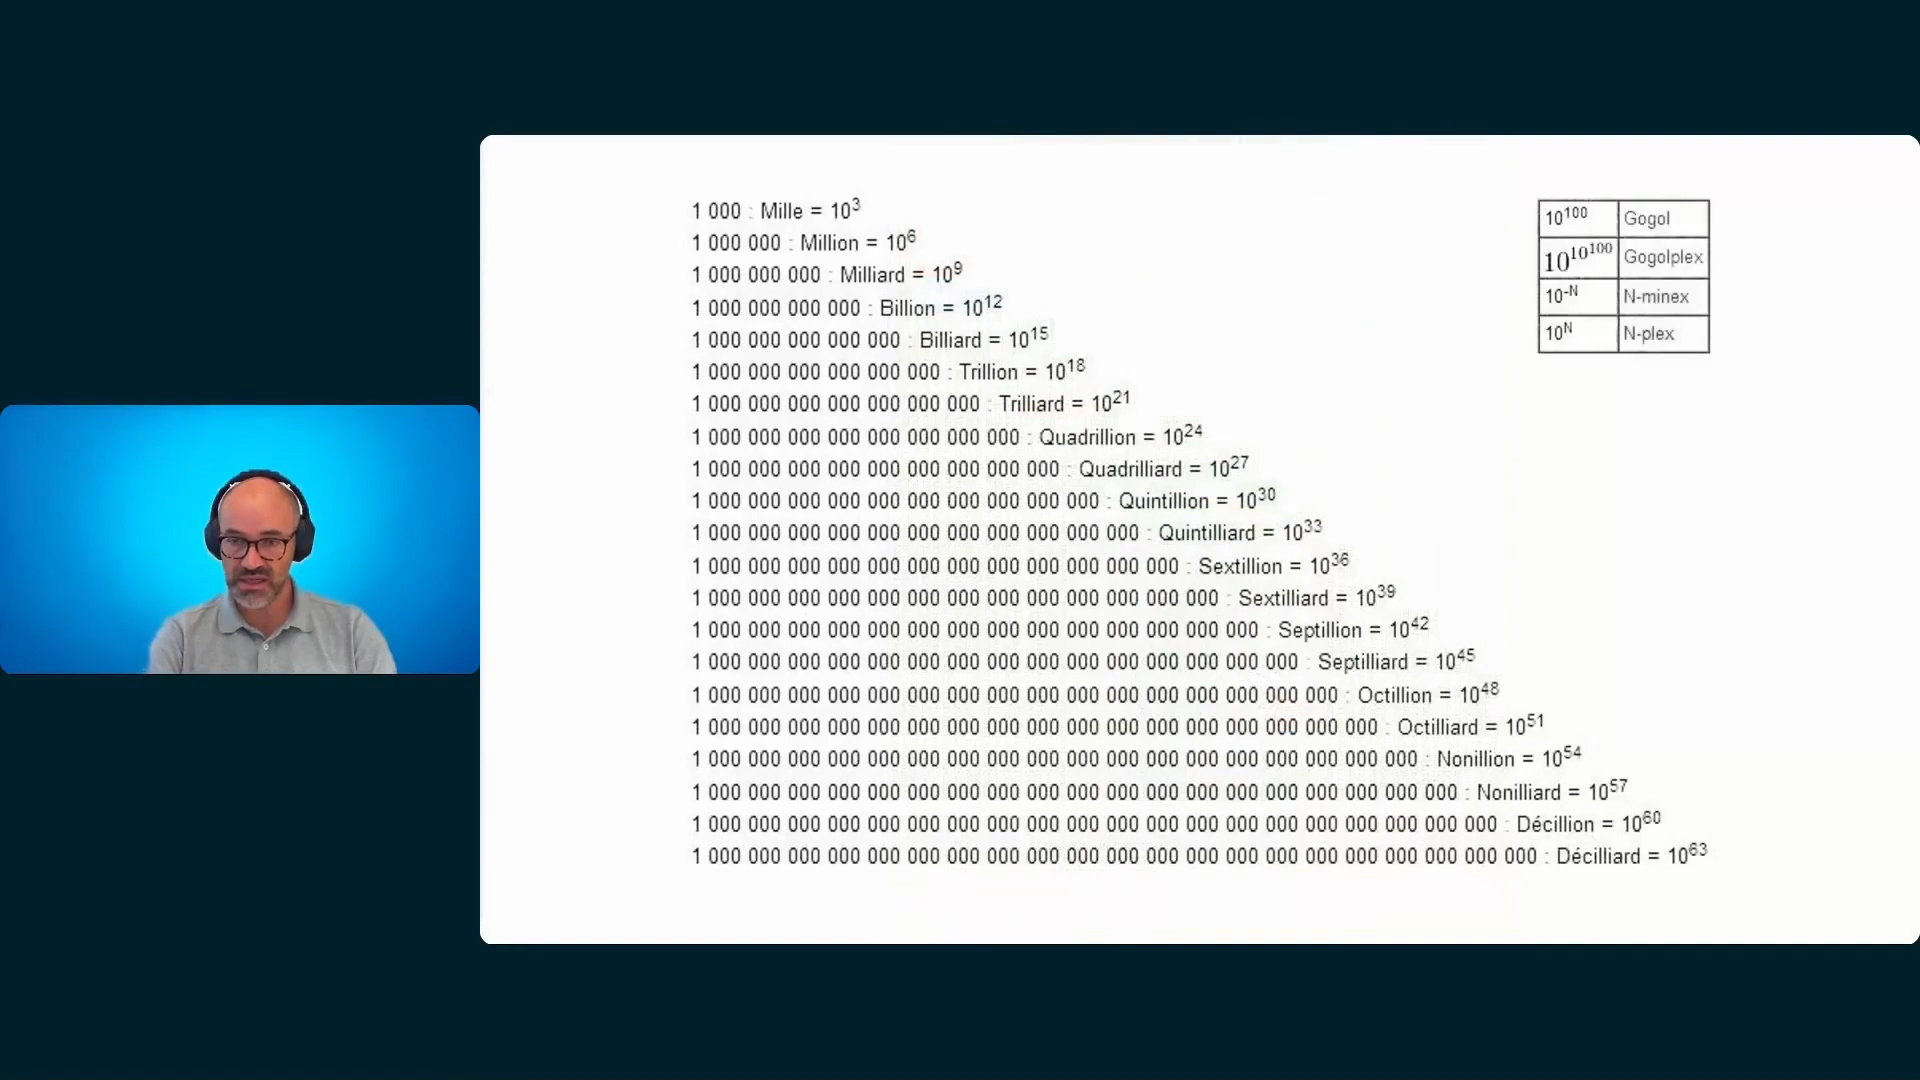 1 000 : Mille = 10³
1 000 000 : Million = 10⁶
1 000 000 000 : Milliard = 10⁹
1 000 000 000 000 : Billion = 10¹²
1 000 000 000 000 000 : Billiard = 10¹⁵
1 000 000 000 000 000 000 : Trillion = 10¹⁸
1 000 000 000 000 000 000 000 : Trilliard = 10²¹
1 000 000 000 000 000 000 000 000 : Quadrillion = 10²⁴
1 000 000 000 000 000 000 000 000 000 : Quadrilliard = 10²⁷
1 000 000 000 000 000 000 000 000 000 000 : Quintillion = 10³⁰
1 000 000 000 000 000 000 000 000 000 000 000 : Quintilliard = 10³³
1 000 000 000 000 000 000 000 000 000 000 000 000 : Sextillion = 10³⁶
1 000 000 000 000 000 000 000 000 000 000 000 000 000 : Sextilliard = 10³⁹
1 000 000 000 000 000 000 000 000 000 000 000 000 000 000 : Septillion = 10⁴²
1 000 000 000 000 000 000 000 000 000 000 000 000 000 000 000 : Septilliard = 10⁴⁵
1 000 000 000 000 000 000 000 000 000 000 000 000 000 000 000 000 : Octillion = 10⁴⁸
1 000 000 000 000 000 000 000 000 000 000 000 000 000 000 000 000 000 : Octilliard = 10⁵¹
1 000 000 000 000 000 000 000 000 000 000 000 000 000 000 000 000 000 000 : Nonillion = 10⁵⁴
1 000 000 000 000 000 000 000 000 000 000 000 000 000 000 000 000 000 000 000 : Nonilliard = 10⁵⁷
1 000 000 000 000 000 000 000 000 000 000 000 000 000 000 000 000 000 000 000 000 : Décillion = 10⁶⁰
1 000 000 000 000 000 000 000 000 000 000 000 000 000 000 000 000 000 000 000 000 000 : Décilliard = 10⁶³
10¹⁰⁰ Gogol
10^10¹⁰⁰ Gogolplex
10⁻ᴺ N-minex
10ᴺ N-plex